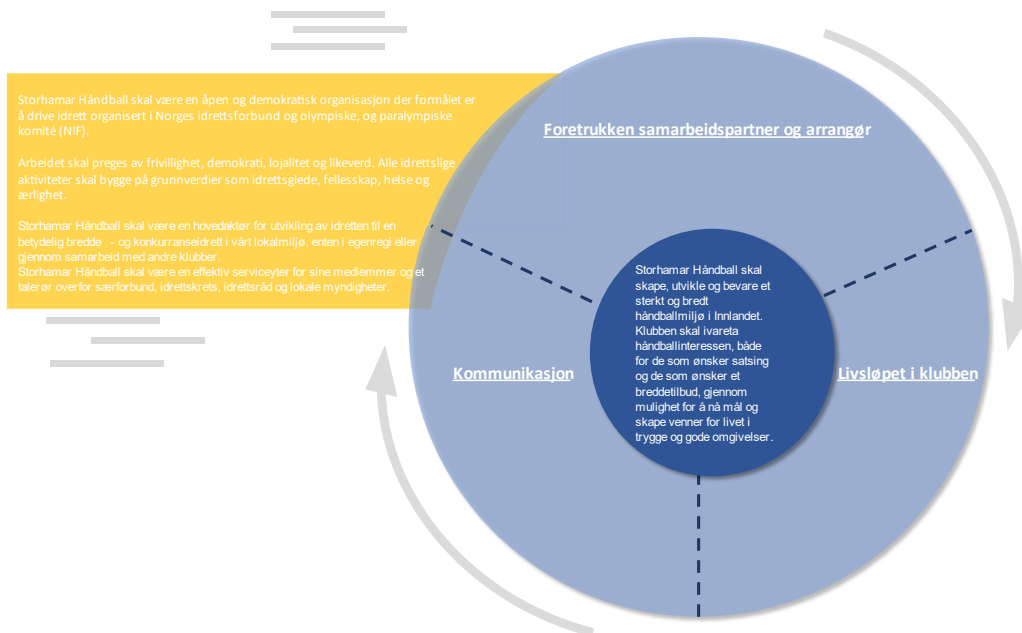 Storhamar Håndball skal være en åpen og demokratisk organisasjon der formålet er
å drive idrett organisert i Norges idrettsforbund og olympiske, og paralympiske
komité (NIF).
Arbeidet skal preges av frivillighet, demokrati, lojalitet og likeverd. Alle idrettslige
aktiviteter skal bygge på grunnverdier som idrettsglede, fellesskap, helse og
ærlighet.
Storhamar Håndball skal være en hovedaktør for utvikling av idretten til en
betydelig bredde - og konkurranseidrett i vårt lokalmiljø, enten i egenregi eller
gjennom samarbeid med andre klubber.
Storhamar Håndball skal være en effektiv serviceyter for sine medlemmer og et
talerør overfor særforbund, idrettskrets, idrettsråd og lokale myndigheter.
Foretrukken samarbeidspartner og arrangør
Storhamar Håndball skal
skape, utvikle og bevare et
sterkt og bredt
håndballmiljø i Innlandet.
Klubben skal ivareta
håndballinteressen, både
for de som ønsker satsing
og de som ønsker et
breddetilbud, gjennom
mulighet for å nå mål og
skape venner for livet i
trygge og gode omgivelser.
Kommunikasjon
Livsløpet i klubben